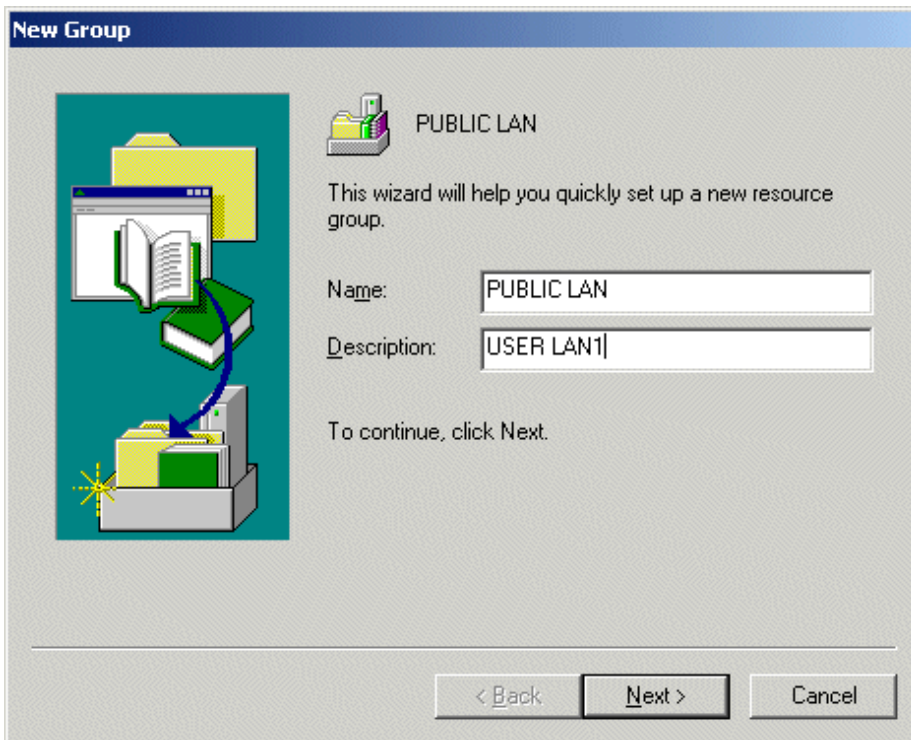 New Group
PUBLIC LAN
This wizard will help you quickly set up a new resource
group.
Name: PUBLIC LAN
Description: USER LAN1
To continue, click Next.
< Back Next > Cancel